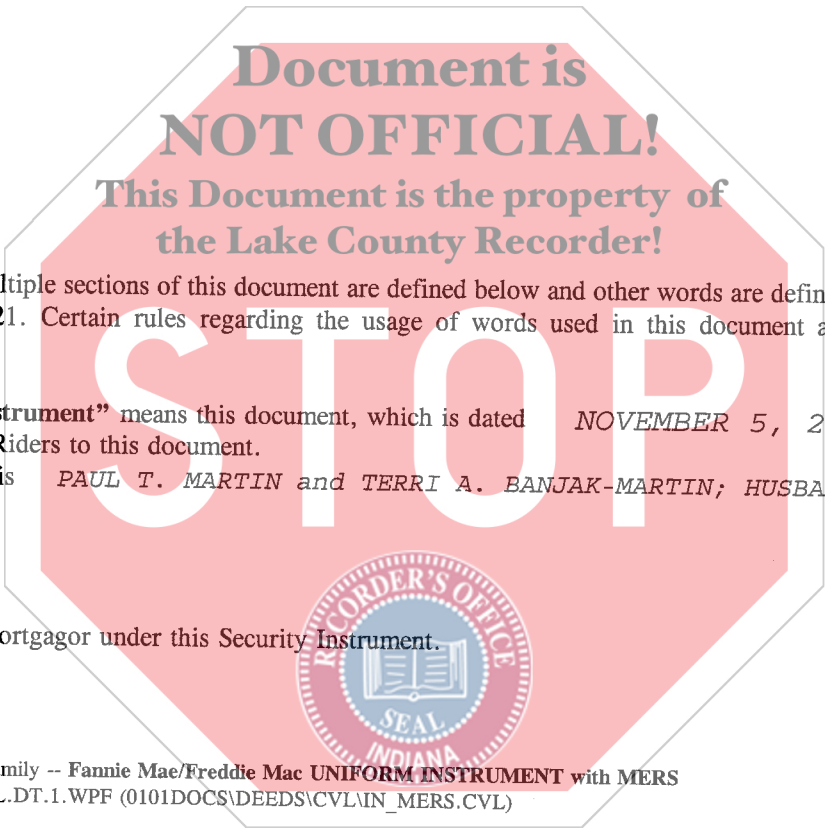 Document is
NOT OFFICIAL!
This Document is the property of
the Lake County Recorder!
ltiple sections of this document are defined below and other words are defin
21. Certain rules regarding the usage of words used in this document a
STOP
trument” means this document, which is dated NOVEMBER 5, 2
Riders to this document.
is PAUL T. MARTIN and TERRI A. BANJAK-MARTIN; HUSBA
RECORDER'S OFFICE
ortgagor under this Security Instrument.
SEAL
INDIANA
mily -- Fannie Mae/Freddie Mac UNIFORM INSTRUMENT with MERS
L.DT.1.WPF (0101DOCS\DEEDS\CVL\IN_MERS.CVL)